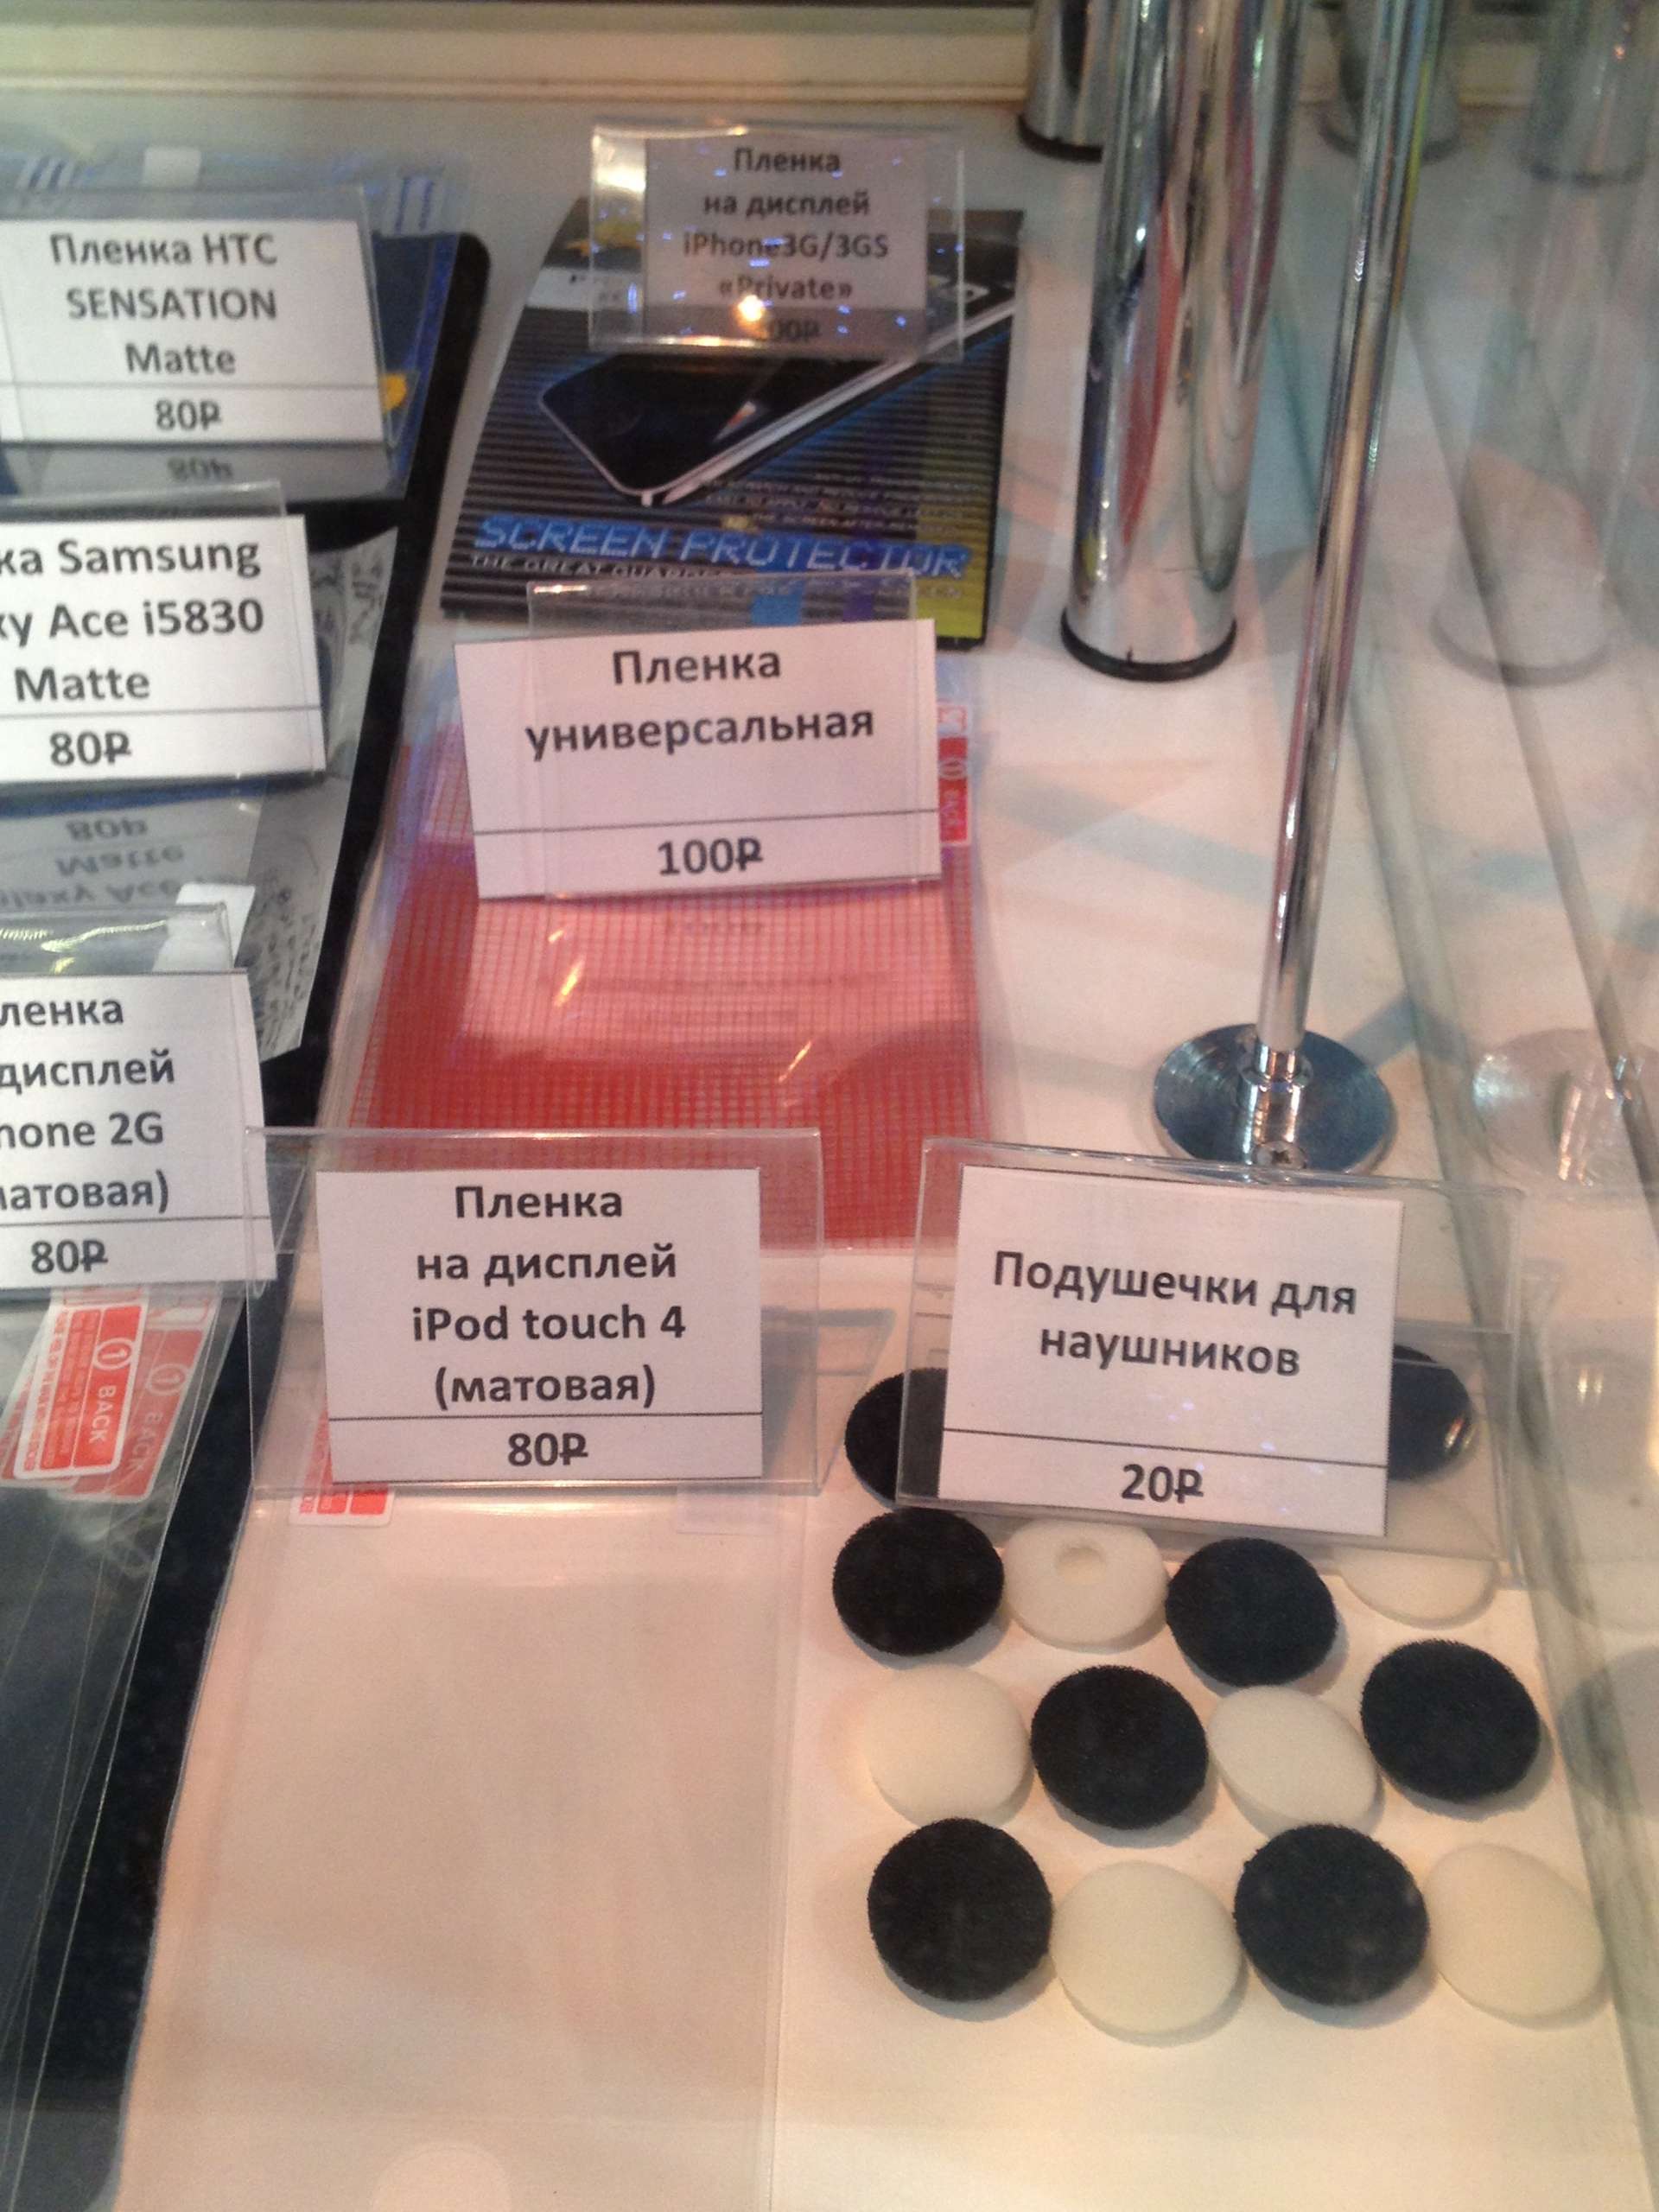 Пленка
на дисплей
iPhone3G/3GS
«Private»
Пленка HTC
SENSATION
Matte
80₽
SCREEN PROTECTOR
ка Samsung
xy Ace i5830
Matte
80₽
Пленка
универсальная
100₽
ленка
дисплей
hone 2G
матовая)
80₽
Пленка
на дисплей
iPod touch 4
(матовая)
80₽
Подушечки для
наушников
20₽
1 BACK
1 BACK